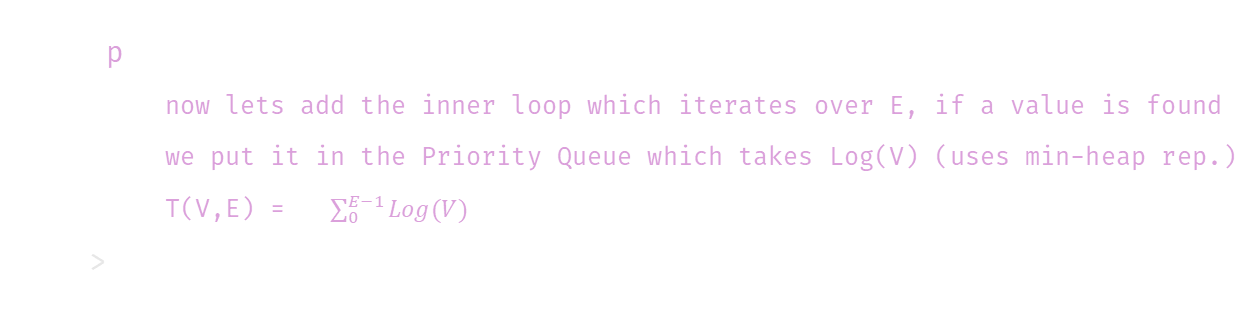 p
now lets add the inner loop which iterates over E, if a value is found
we put it in the Priority Queue which takes Log(V) (uses min-heap rep.)
T(V,E) = ∑₀ᴱ⁻¹ Log(V)
>